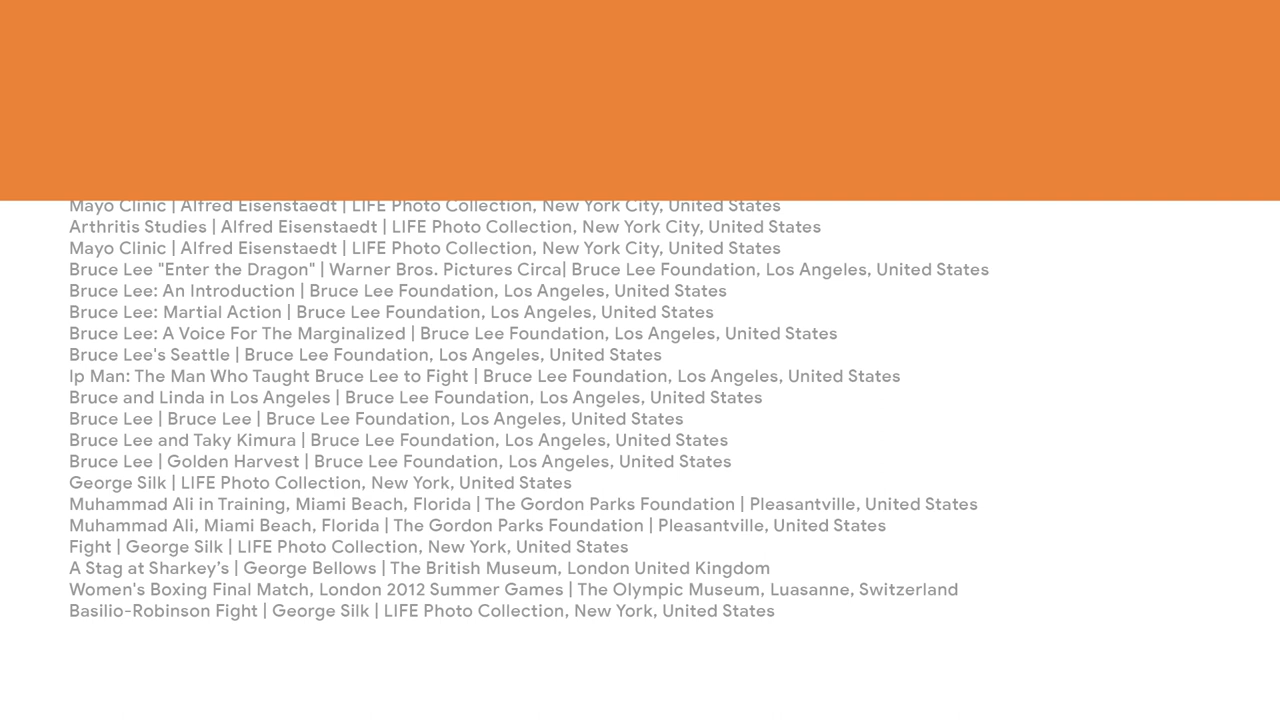 Mayo Clinic | Alfred Eisenstaedt | LIFE Photo Collection, New York City, United States
Arthritis Studies | Alfred Eisenstaedt | LIFE Photo Collection, New York City, United States
Mayo Clinic | Alfred Eisenstaedt | LIFE Photo Collection, New York City, United States
Bruce Lee "Enter the Dragon" | Warner Bros. Pictures Circa| Bruce Lee Foundation, Los Angeles, United States
Bruce Lee: An Introduction | Bruce Lee Foundation, Los Angeles, United States
Bruce Lee: Martial Action | Bruce Lee Foundation, Los Angeles, United States
Bruce Lee: A Voice For The Marginalized | Bruce Lee Foundation, Los Angeles, United States
Bruce Lee's Seattle | Bruce Lee Foundation, Los Angeles, United States
Ip Man: The Man Who Taught Bruce Lee to Fight | Bruce Lee Foundation, Los Angeles, United States
Bruce and Linda in Los Angeles | Bruce Lee Foundation, Los Angeles, United States
Bruce Lee | Bruce Lee | Bruce Lee Foundation, Los Angeles, United States
Bruce Lee and Taky Kimura | Bruce Lee Foundation, Los Angeles, United States
Bruce Lee | Golden Harvest | Bruce Lee Foundation, Los Angeles, United States
George Silk | LIFE Photo Collection, New York, United States
Muhammad Ali in Training, Miami Beach, Florida | The Gordon Parks Foundation | Pleasantville, United States
Muhammad Ali, Miami Beach, Florida | The Gordon Parks Foundation | Pleasantville, United States
Fight | George Silk | LIFE Photo Collection, New York, United States
A Stag at Sharkey’s | George Bellows | The British Museum, London United Kingdom
Women's Boxing Final Match, London 2012 Summer Games | The Olympic Museum, Luasanne, Switzerland
Basilio-Robinson Fight | George Silk | LIFE Photo Collection, New York, United States